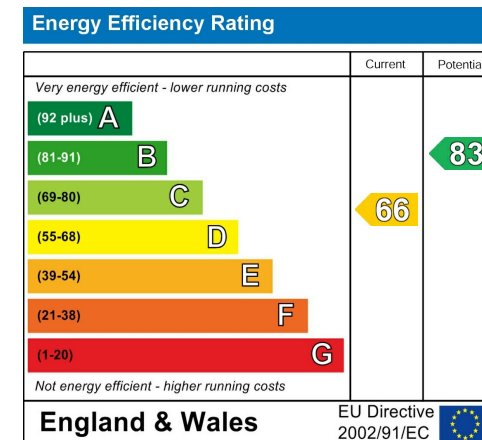 Energy Efficiency Rating
Current Potentia
Very energy efficient - lower running costs
(92 plus) A
(81-91) B
83
(69-80) C
66
(55-68) D
(39-54) E
(21-38) F
(1-20) G
Not energy efficient - higher running costs
England & Wales
EU Directive
2002/91/EC